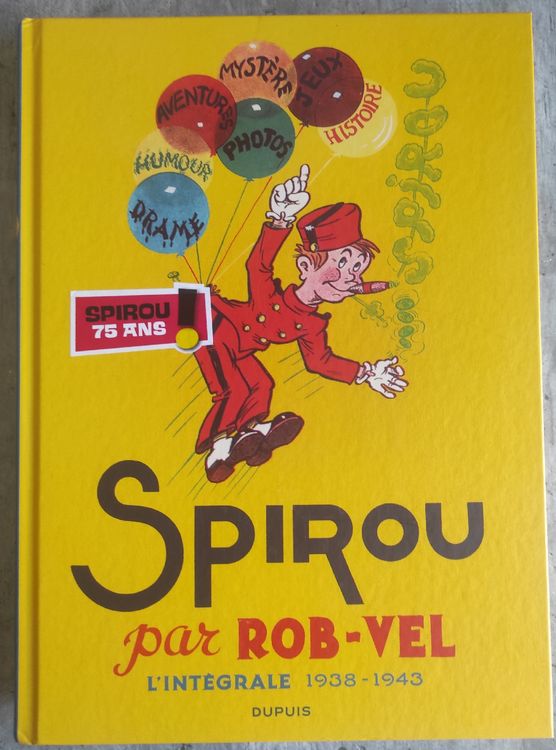 MYSTÈRE
JEUX
AVENTURES
HISTOIRE
PHOTOS
HUMOUR
DRAME
SPIROU
SPIROU
75 ANS !
SPIROU
par ROB-VEL
L'INTÉGRALE 1938-1943
DUPUIS